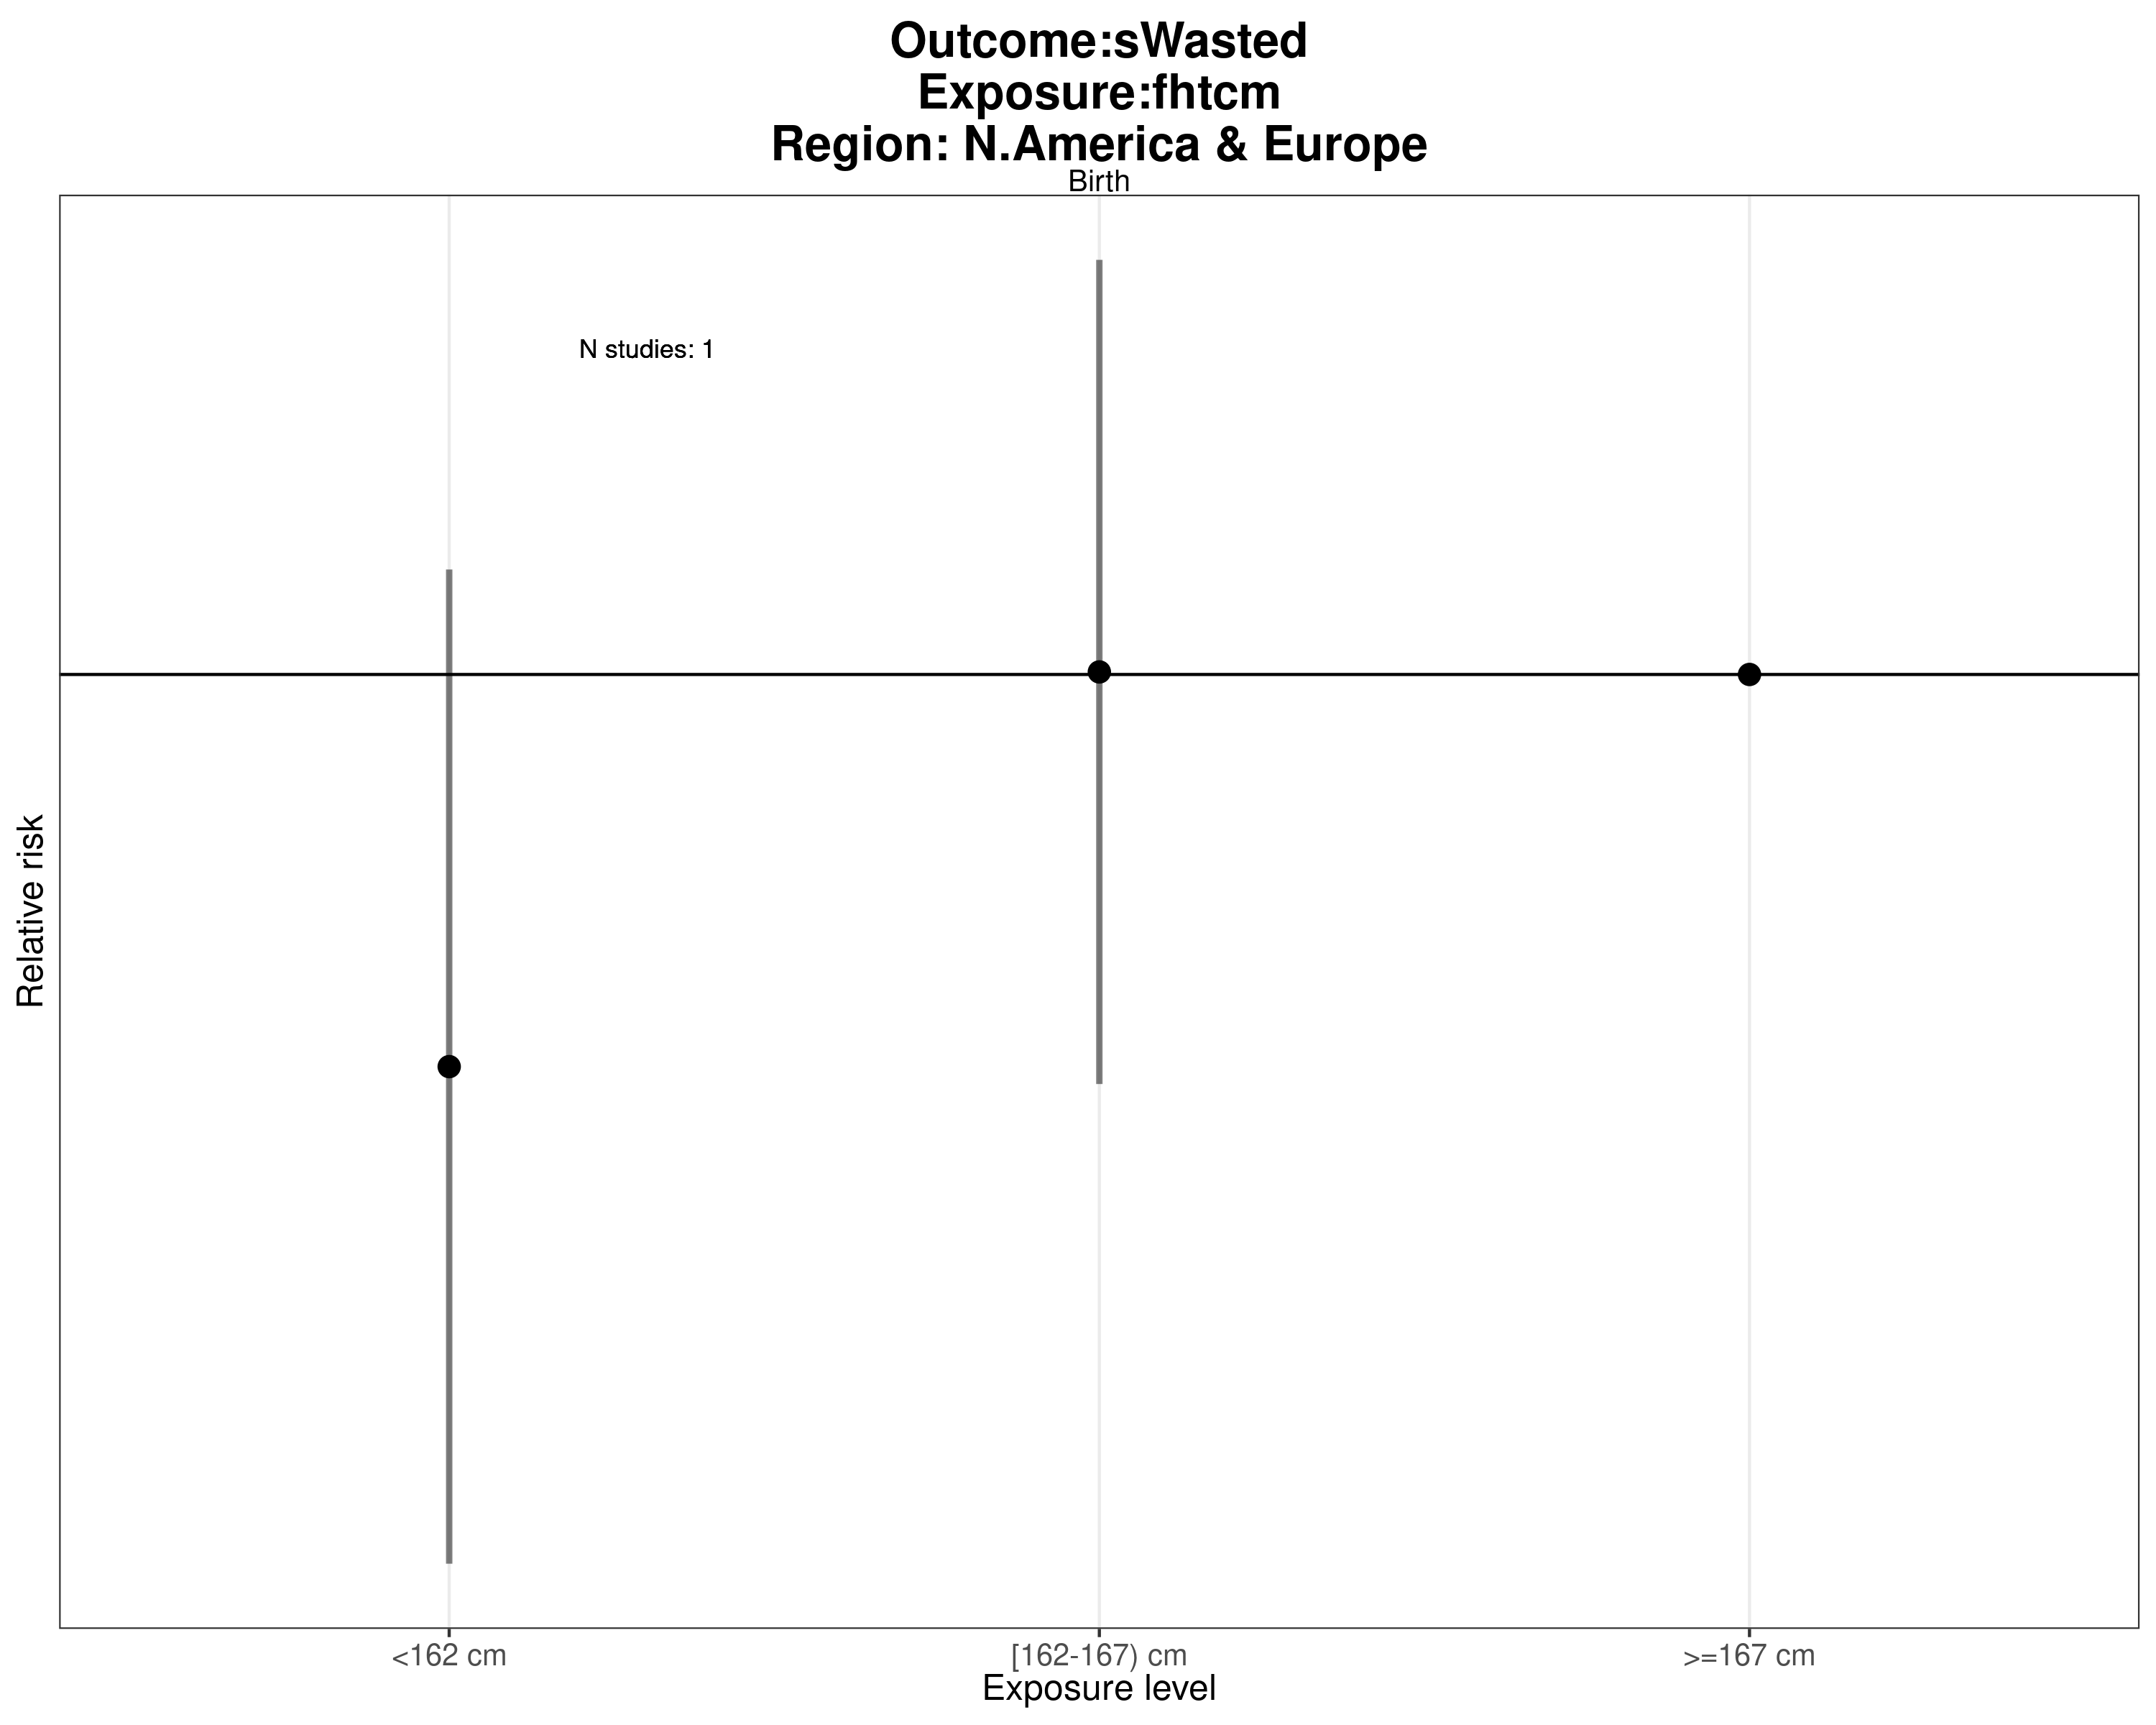 Outcome:sWasted
Exposure:fhtcm
Region: N.America & Europe
Birth
N studies: 1
Relative risk
<162 cm
[162-167) cm
>=167 cm
Exposure level